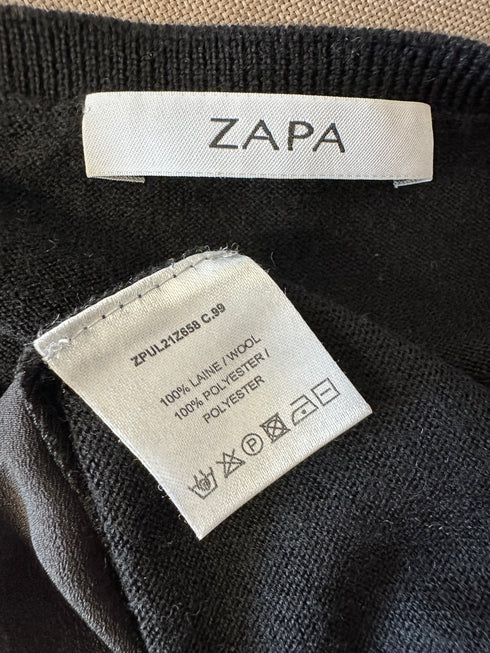 ZAPA
ZPUL21Z658 C.99
100% LAINE / WOOL
100% POLYESTER /
POLYESTER